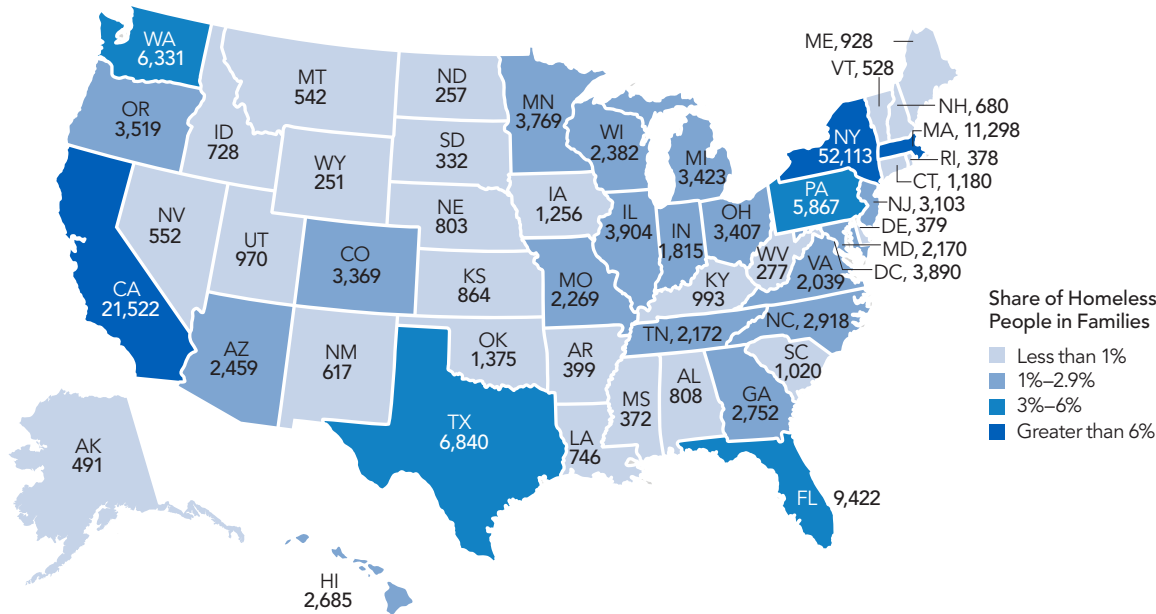 WA
6,331
OR
3,519
CA
21,522
ID
728
NV
552
MT
542
WY
251
UT
970
AZ
2,459
CO
3,369
NM
617
ND
257
SD
332
NE
803
KS
864
OK
1,375
TX
6,840
MN
3,769
IA
1,256
MO
2,269
AR
399
LA
746
WI
2,382
IL
3,904
MI
3,423
IN
1,815
OH
3,407
KY
993
TN, 2,172
MS
372
AL
808
GA
2,752
FL 9,422
SC
1,020
NC, 2,918
VA
2,039
WV
277
PA
5,867
NY
52,113
ME, 928
VT, 528
NH, 680
MA, 11,298
RI, 378
CT, 1,180
NJ, 3,103
DE, 379
MD, 2,170
DC, 3,890
AK
491
HI
2,685
Share of Homeless
People in Families
Less than 1%
1%–2.9%
3%–6%
Greater than 6%